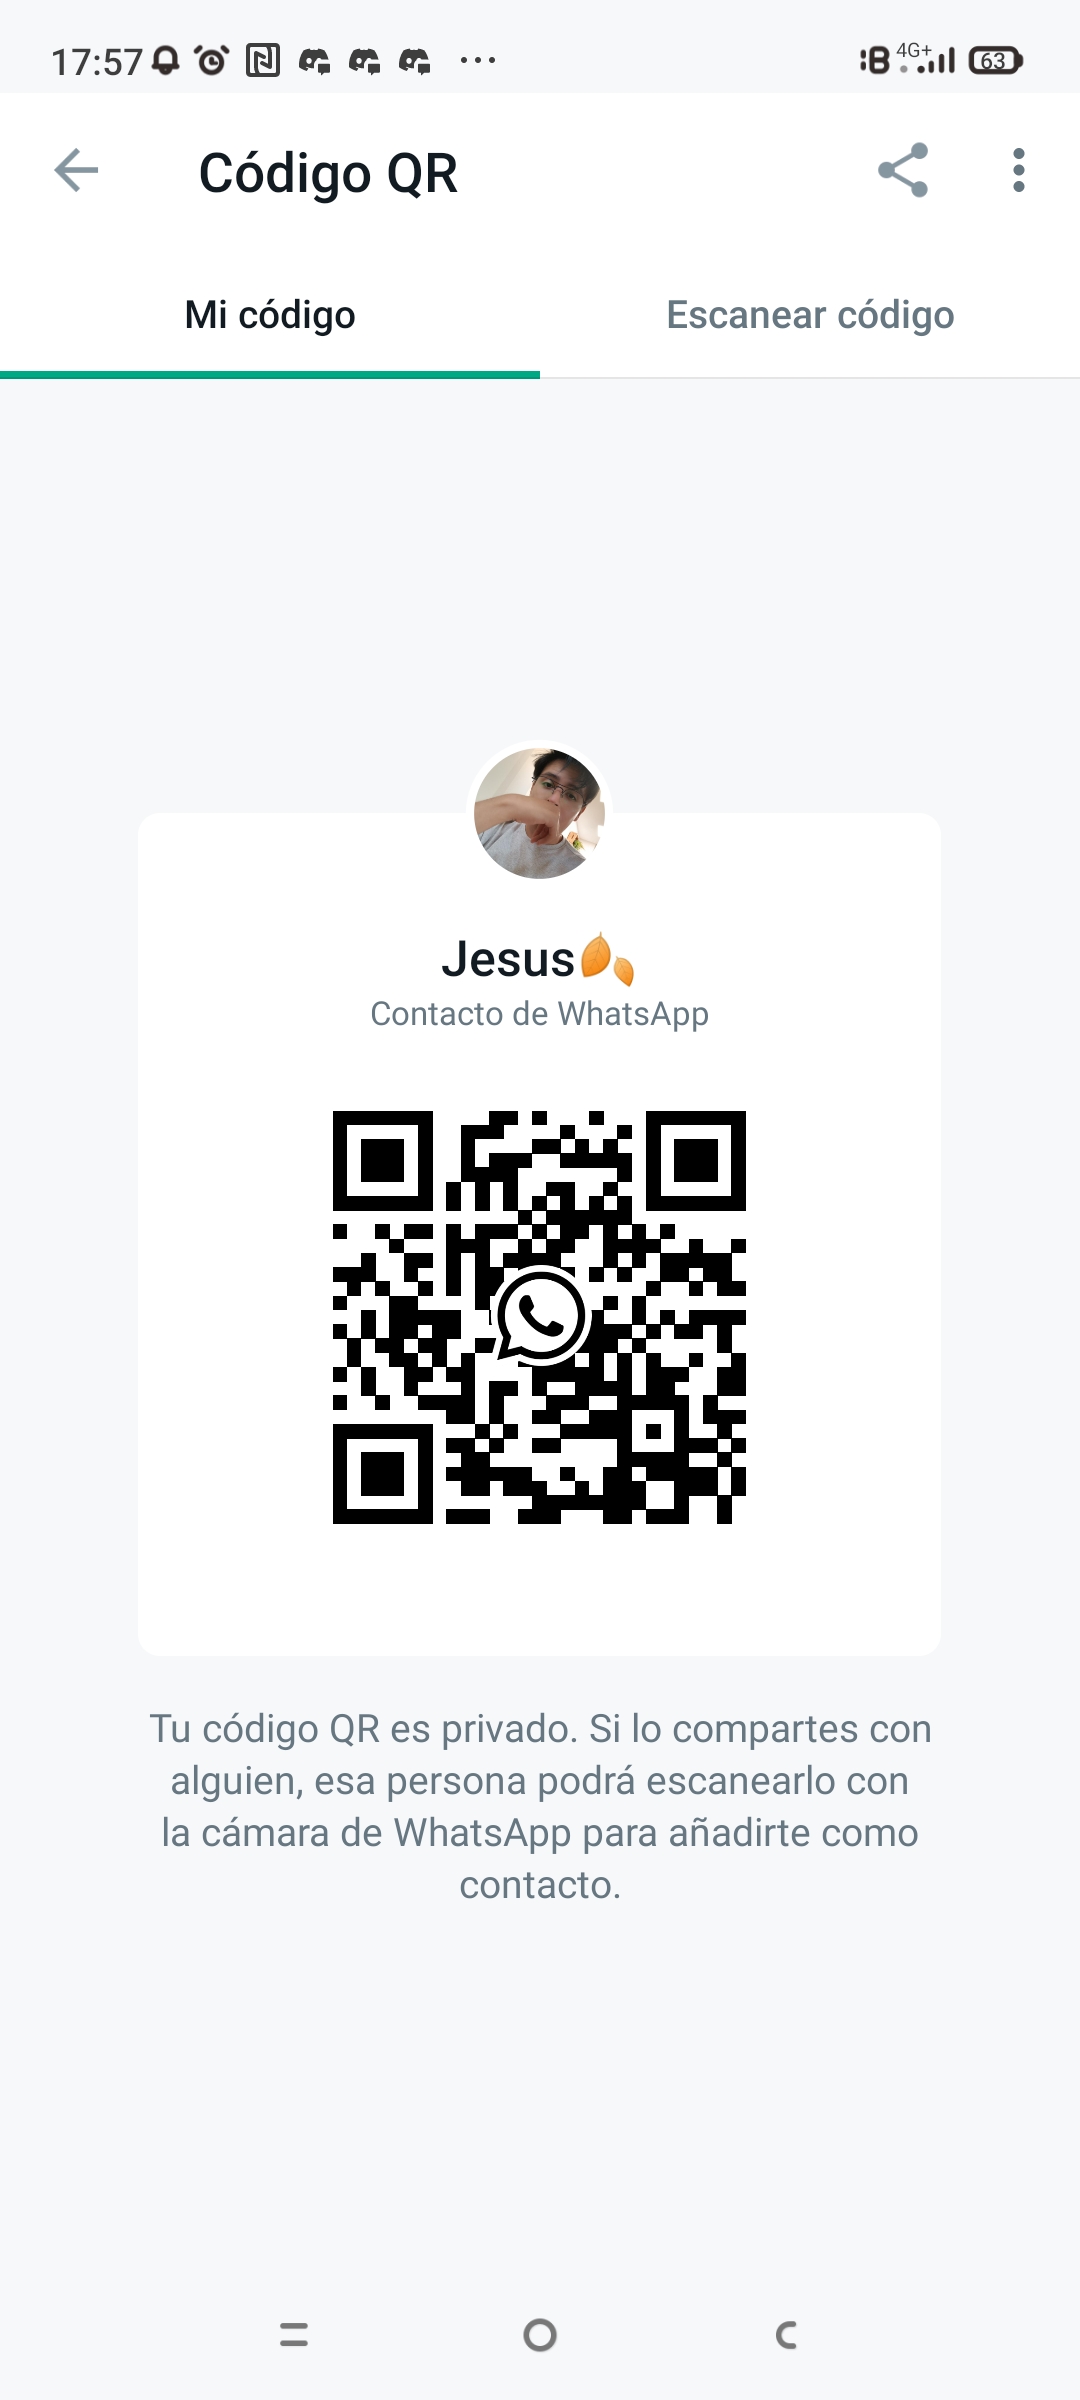 17:57 4G+ 63
Código QR
Mi código
Escanear código
Jesus🍂
Contacto de WhatsApp
Tu código QR es privado. Si lo compartes con
alguien, esa persona podrá escanearlo con
la cámara de WhatsApp para añadirte como
contacto.